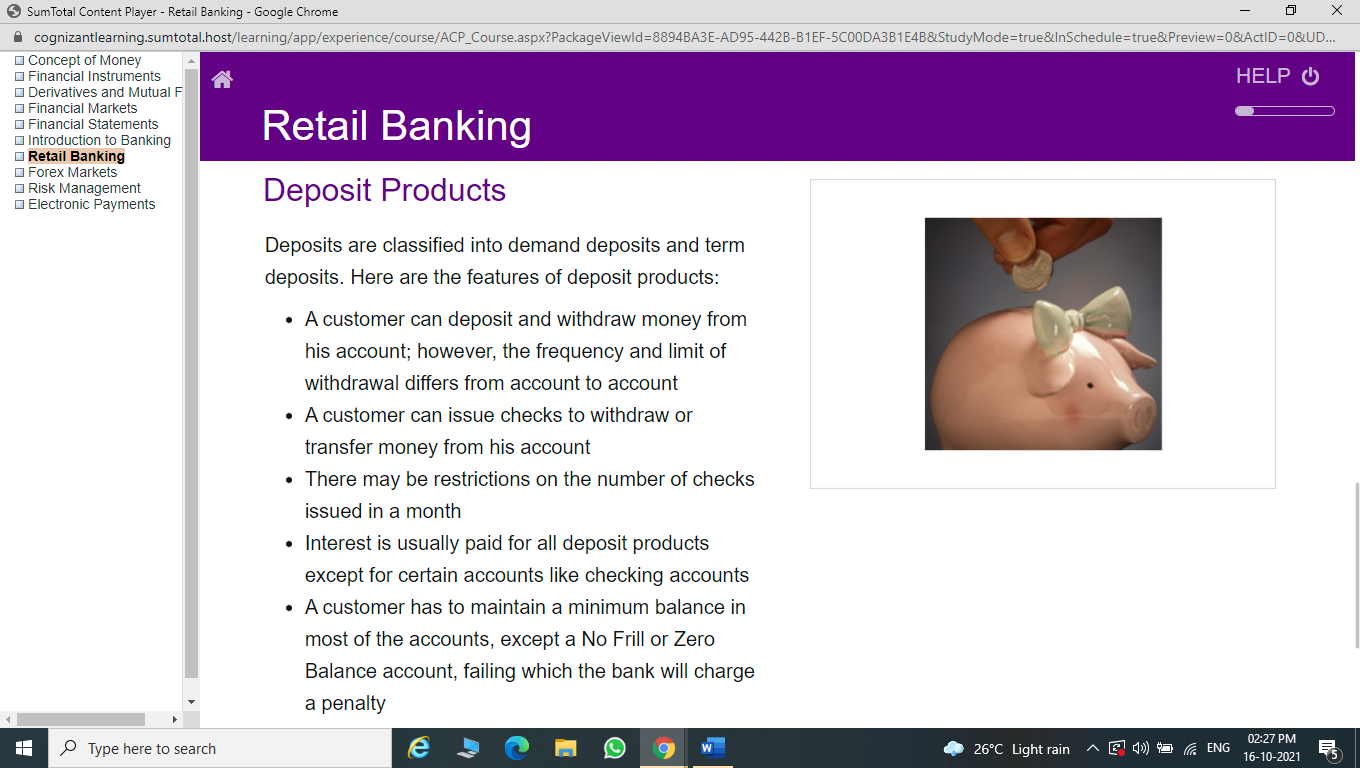 SumTotal Content Player - Retail Banking - Google Chrome
cognizantlearning.sumtotal.host/learning/app/experience/course/ACP_Course.aspx?PackageViewId=8894BA3E-AD95-442B-B1EF-5C00DA3B1E4B&StudyMode=true&InSchedule=true&Preview=0&ActID=0&UD...
Concept of Money
Financial Instruments
Derivatives and Mutual F
Financial Markets
Financial Statements
Introduction to Banking
Retail Banking
Forex Markets
Risk Management
Electronic Payments
HELP
Retail Banking
Deposit Products
Deposits are classified into demand deposits and term
deposits. Here are the features of deposit products:
• A customer can deposit and withdraw money from
his account; however, the frequency and limit of
withdrawal differs from account to account
• A customer can issue checks to withdraw or
transfer money from his account
• There may be restrictions on the number of checks
issued in a month
• Interest is usually paid for all deposit products
except for certain accounts like checking accounts
• A customer has to maintain a minimum balance in
most of the accounts, except a No Frill or Zero
Balance account, failing which the bank will charge
a penalty
Type here to search
26°C Light rain
ENG
02:27 PM
16-10-2021
5